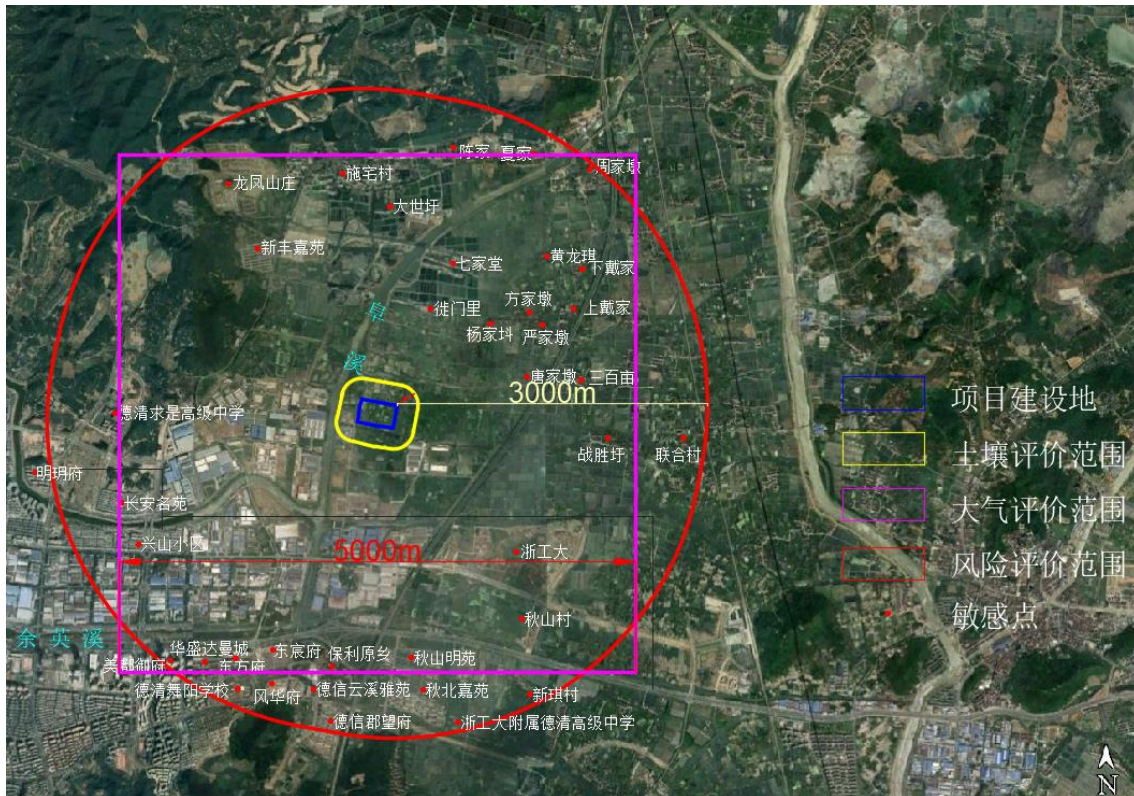 陈家
夏家
周家墩
施宅村
龙凤山庄
大世圩
新丰嘉苑
黄龙琪
七家堂
下戴家
徙门里
方家墩
上戴家
阜
杨家圤
严家墩
溪
唐家墩
三百亩
3000m
项目建设地
德清求是高级中学
土壤评价范围
战胜圩
联合村
明玥府
长安名苑
大气评价范围
兴山小区
5000m
浙工大
风险评价范围
敏感点
秋山村
余英溪
华盛达曼城
东宸府
保利原乡
秋山明苑
美都御府
东方府
德清舞阳学校
风华府
德信云溪雅苑
秋北嘉苑
新琪村
德信郡望府
浙工大附属德清高级中学
N